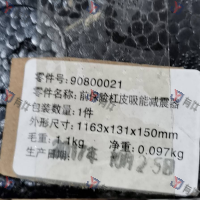 零件号: 90800021
零件名: 前保险杠皮吸能减震器
包装数量: 1件
外形尺寸: 1163x131x150mm
毛重: 1.1kg 净重: 0.097kg
生产日期: